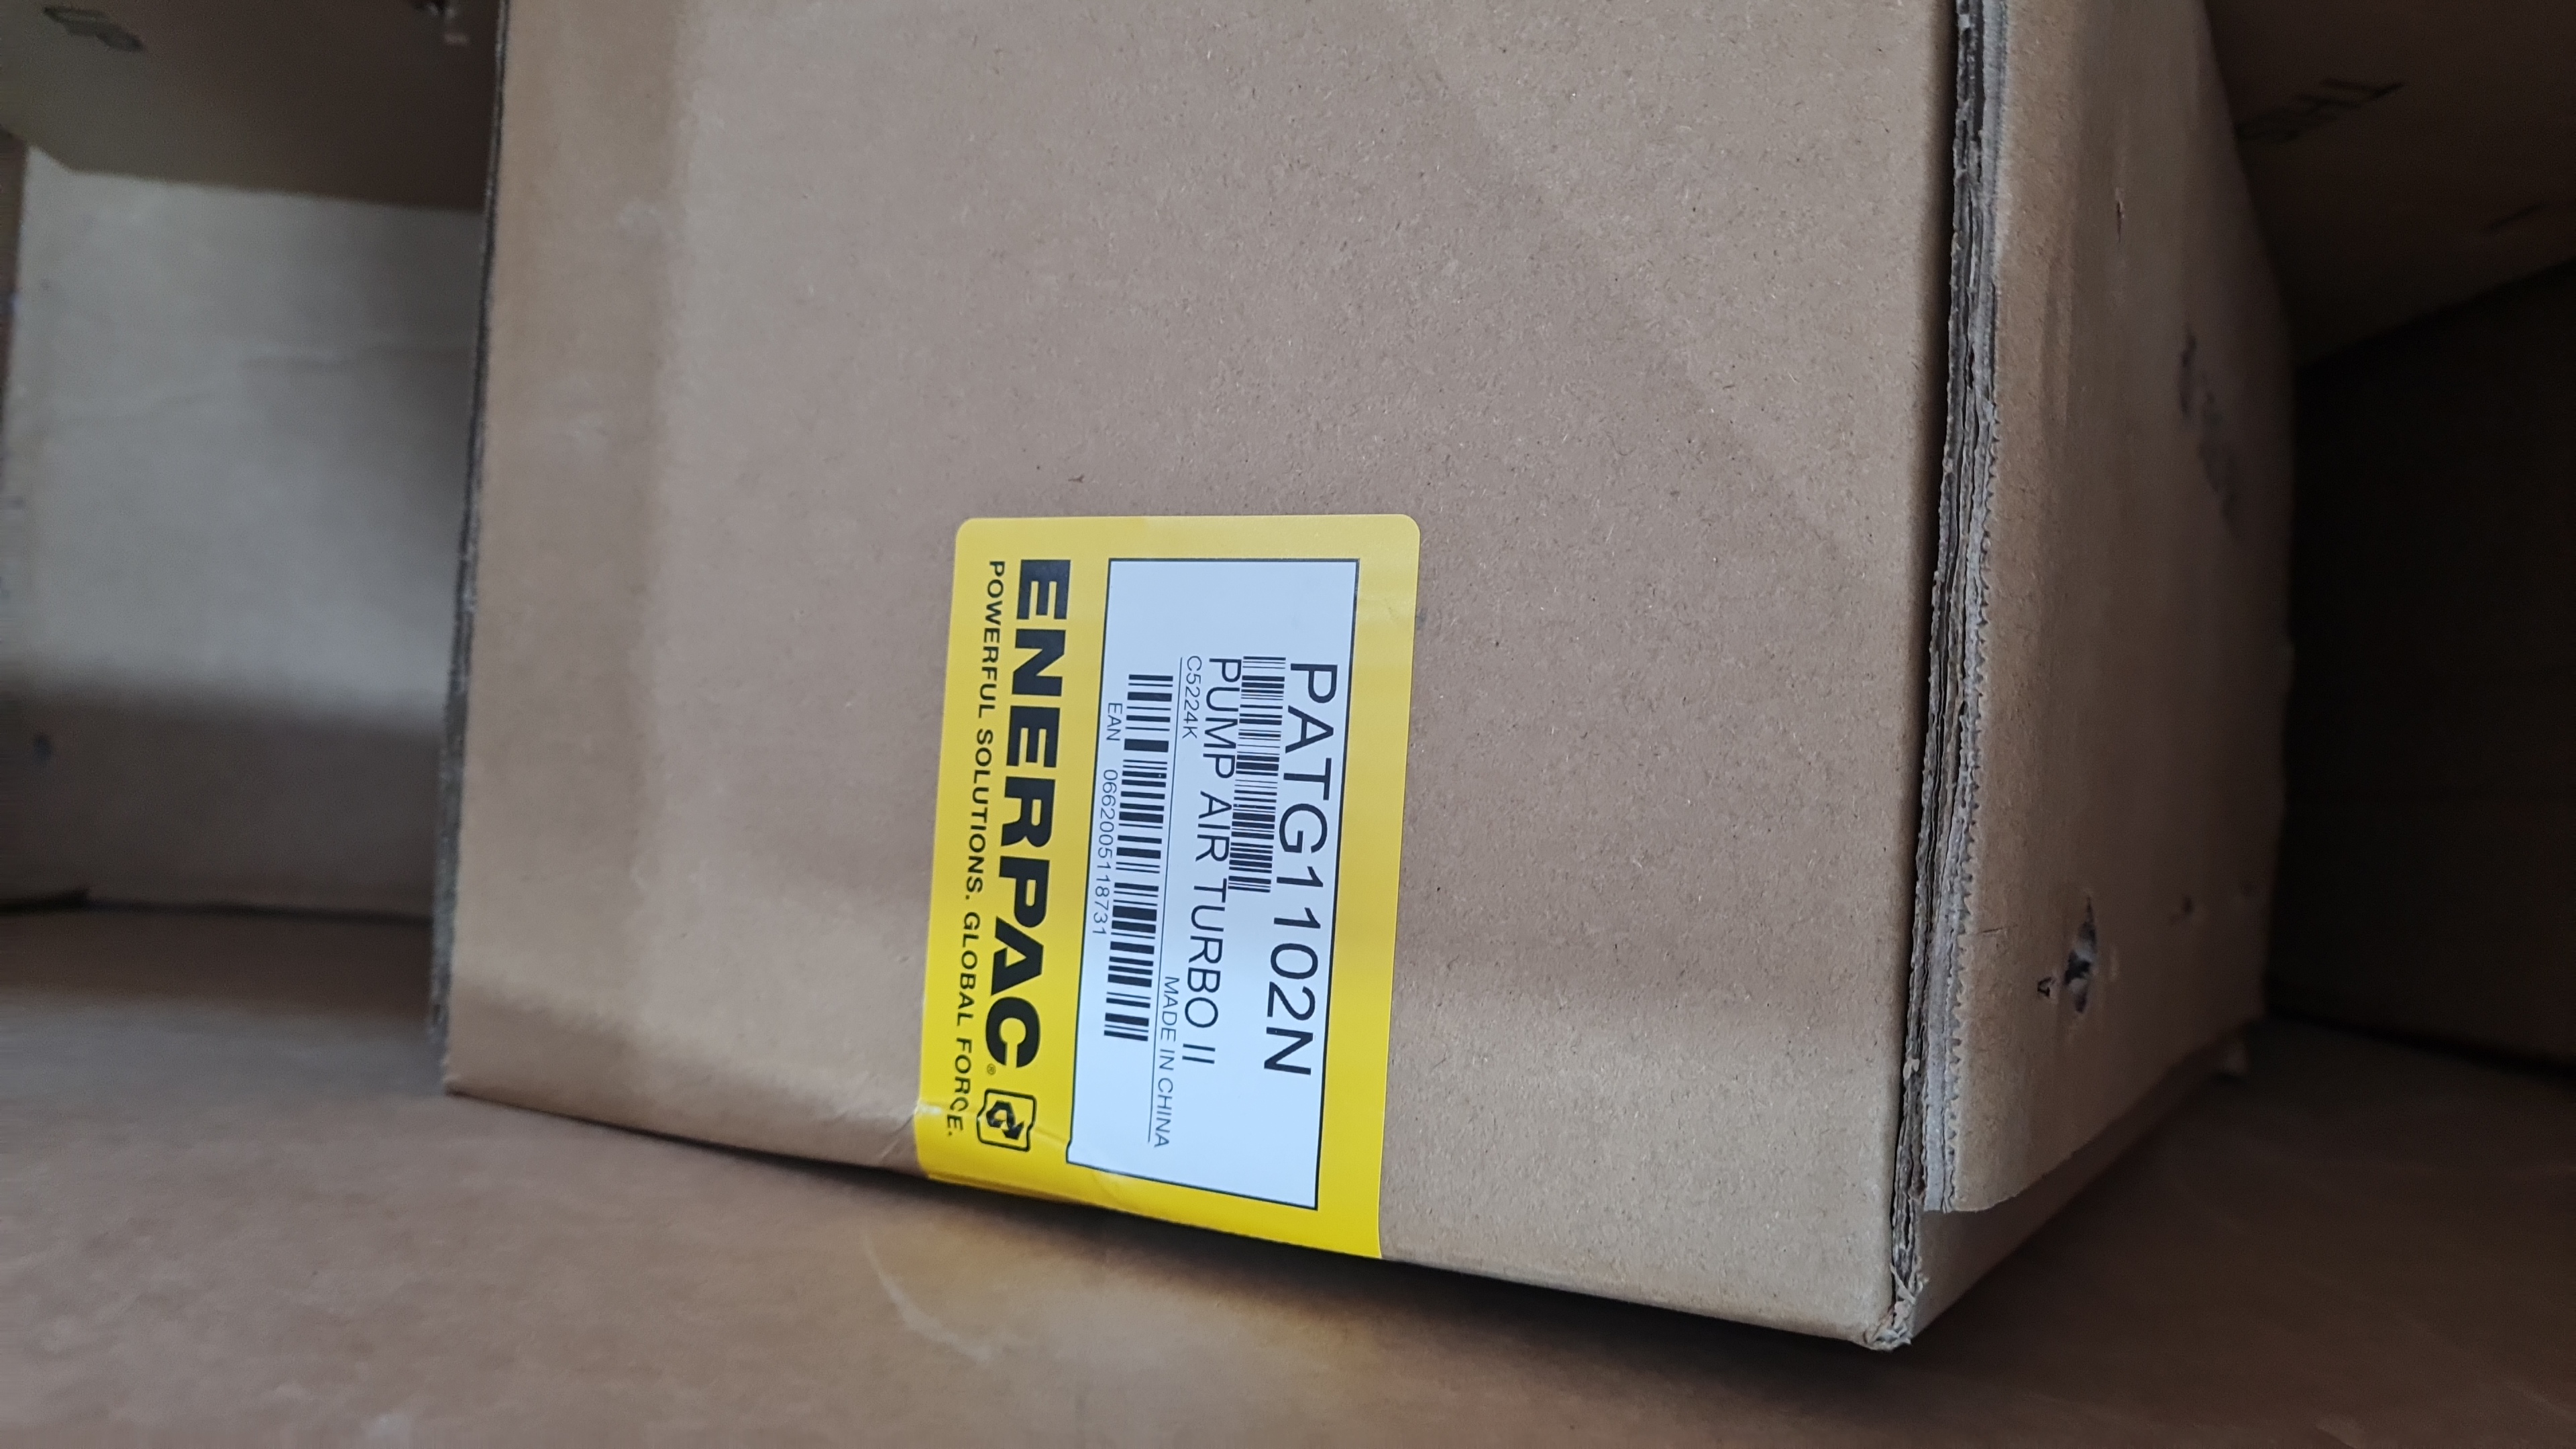 PATG1102N
PUMP AIR TURBO II
C5224K
MADE IN CHINA
EAN 0662005118731
ENERPAC®
POWERFUL SOLUTIONS. GLOBAL FORCE.